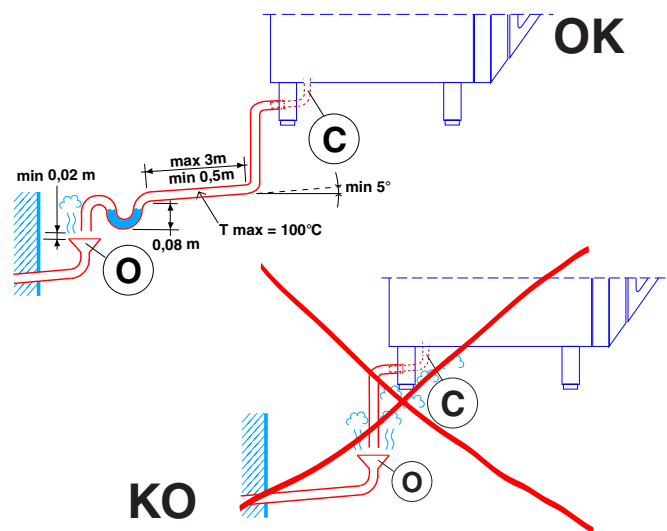 OK
C
max 3m
min 0,02 m
min 0,5m
min 5°
T max = 100°C
0,08 m
O
C
O
KO